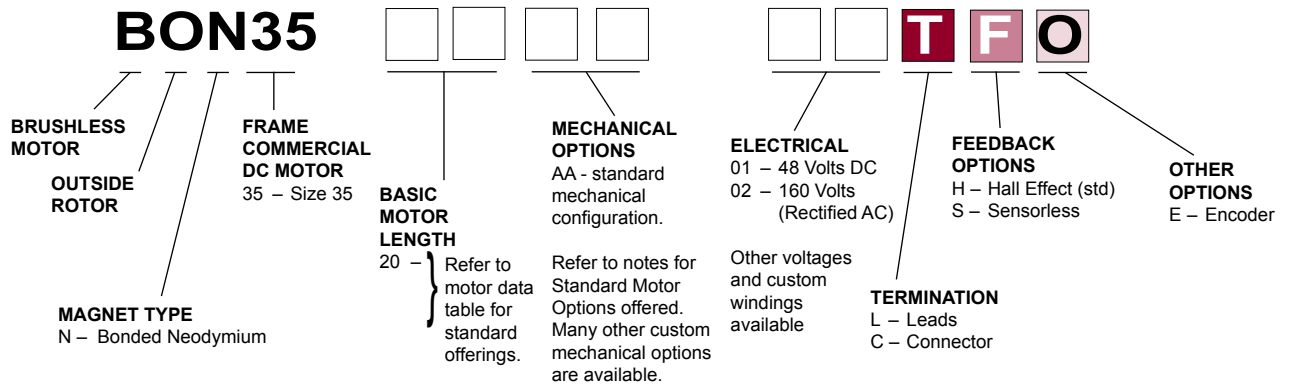 BON35 T F O
BRUSHLESS
MOTOR
OUTSIDE
ROTOR
MAGNET TYPE
N – Bonded Neodymium
FRAME
COMMERCIAL
DC MOTOR
35 – Size 35
BASIC
MOTOR
LENGTH
20 –
Refer to
motor data
table for
standard
offerings.
MECHANICAL
OPTIONS
AA - standard
mechanical
configuration.
Refer to notes for
Standard Motor
Options offered.
Many other custom
mechanical options
are available.
ELECTRICAL
01 – 48 Volts DC
02 – 160 Volts
(Rectified AC)
Other voltages
and custom
windings
available
TERMINATION
L – Leads
C – Connector
FEEDBACK
OPTIONS
H – Hall Effect (std)
S – Sensorless
OTHER
OPTIONS
E – Encoder